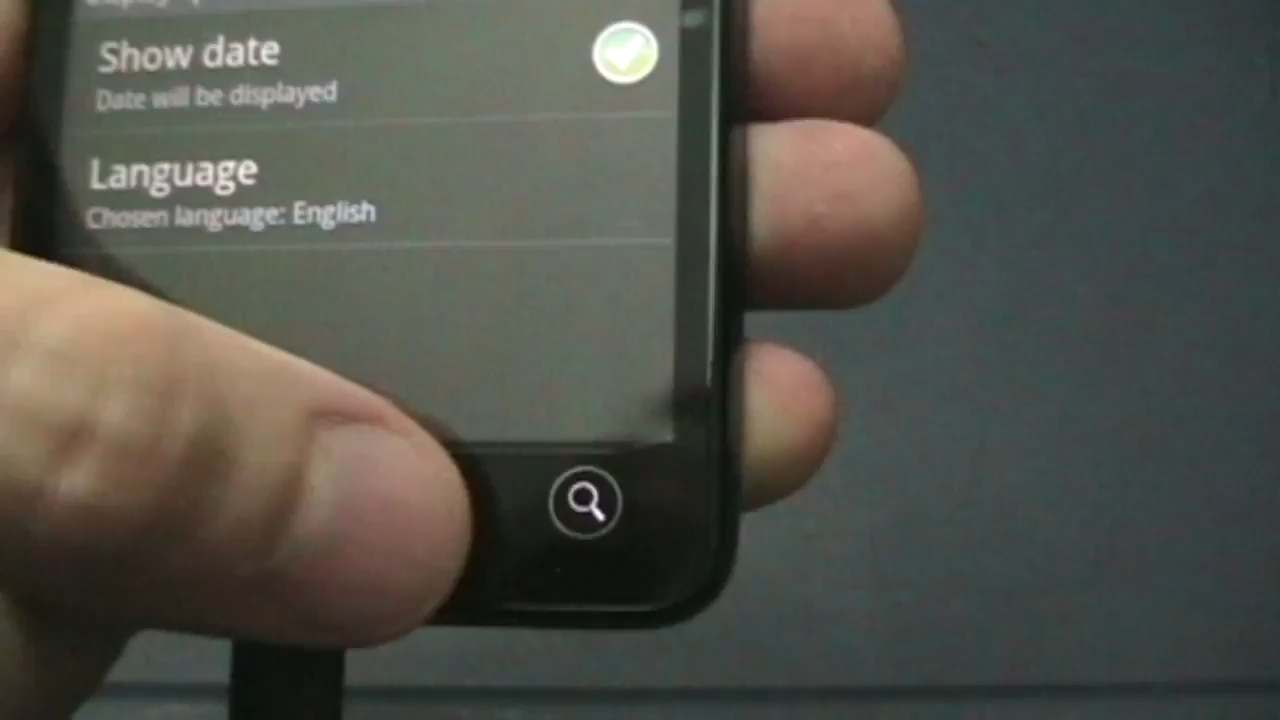 Show date
Date will be displayed
Language
Chosen language: English